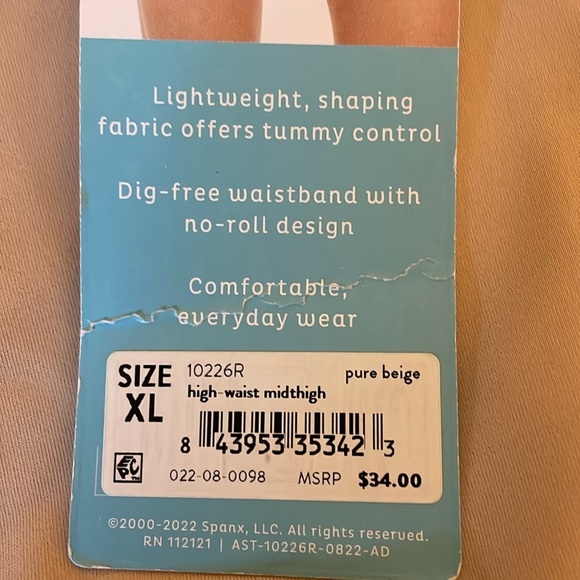 Lightweight, shaping
fabric offers tummy control
Dig-free waistband with
no-roll design
Comfortable,
everyday wear
SIZE
XL
10226R
pure beige
high-waist midthigh
8 43953 35342 3
EPC
022-08-0098
MSRP $34.00
©2000-2022 Spanx, LLC. All rights reserved.
RN 112121 | AST-10226R-0822-AD